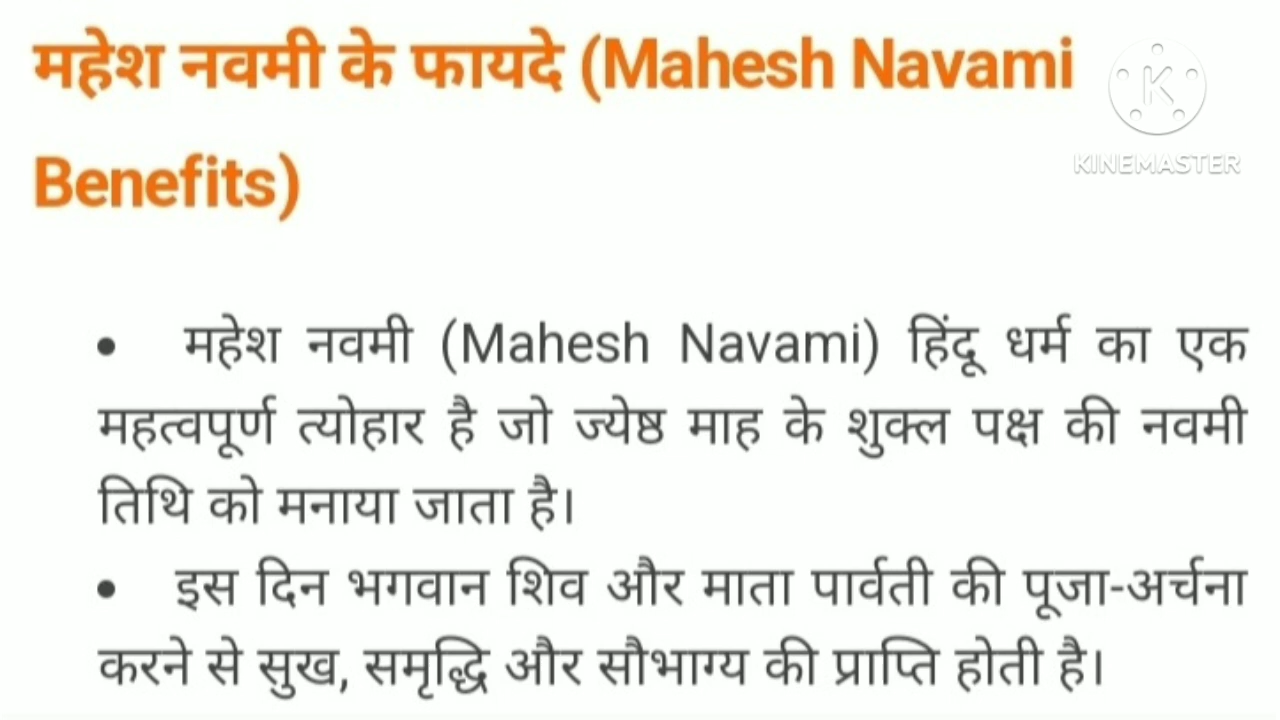 महेश नवमी के फायदे (Mahesh Navami
Benefits)
KINEMASTER
• महेश नवमी (Mahesh Navami) हिंदू धर्म का एक
महत्वपूर्ण त्योहार है जो ज्येष्ठ माह के शुक्ल पक्ष की नवमी
तिथि को मनाया जाता है।
• इस दिन भगवान शिव और माता पार्वती की पूजा-अर्चना
करने से सुख, समृद्धि और सौभाग्य की प्राप्ति होती है।